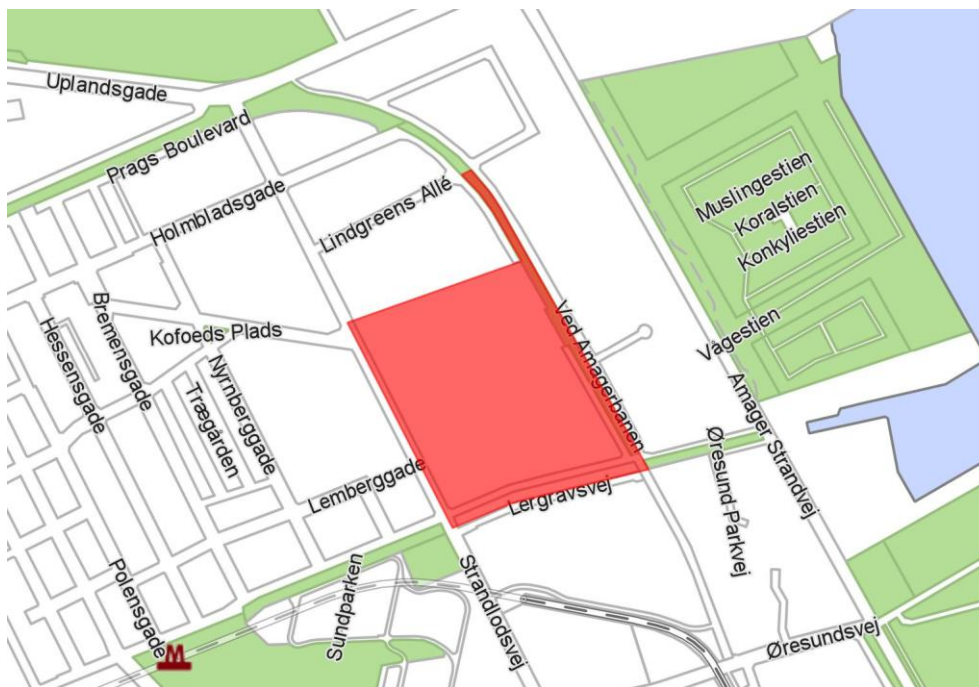 Uplandsgade
Prags Boulevard
Holmbladsgade
Lindgreens Allé
Muslingestien
Koralstien
Konkyliestien
Vågestien
Hessensgade
Bremensgade
Kofoeds Plads
Nyrnberggade
Trægården
Ved Amagerbanen
Amager Strandvej
Lemberggade
Lergravsvej
Øresund Parkvej
Polensgade
Sundparken
Strandlodsvej
Øresundsvej
M